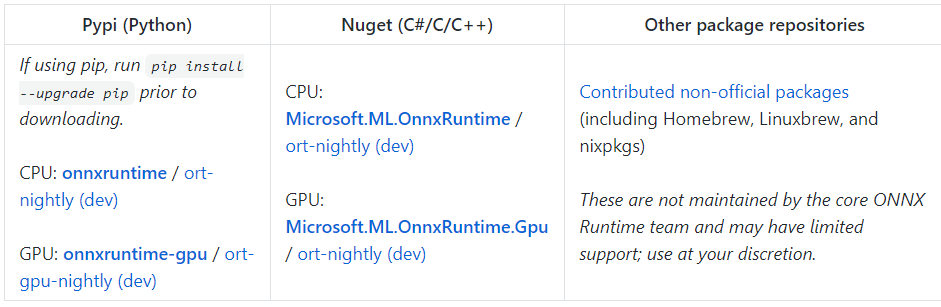 Pypi (Python)
Nuget (C#/C/C++)
Other package repositories
If using pip, run pip install
--upgrade pip prior to
downloading.
CPU: onnxruntime / ort-
nightly (dev)
GPU: onnxruntime-gpu / ort-
gpu-nightly (dev)
CPU:
Microsoft.ML.OnnxRuntime /
ort-nightly (dev)
GPU:
Microsoft.ML.OnnxRuntime.Gpu
/ ort-nightly (dev)
Contributed non-official packages
(including Homebrew, Linuxbrew, and
nixpkgs)
These are not maintained by the core ONNX
Runtime team and may have limited
support; use at your discretion.